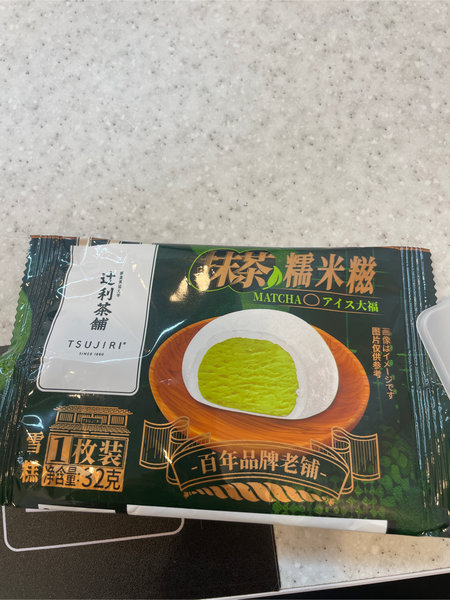 辻利茶舗
TSUJIRI®
SINCE 1860
抹茶糯米糍
MATCHA アイス大福
画像はイメージです
图片仅供参考
-百年品牌老铺-
雪糕
1枚装
净含量:32克